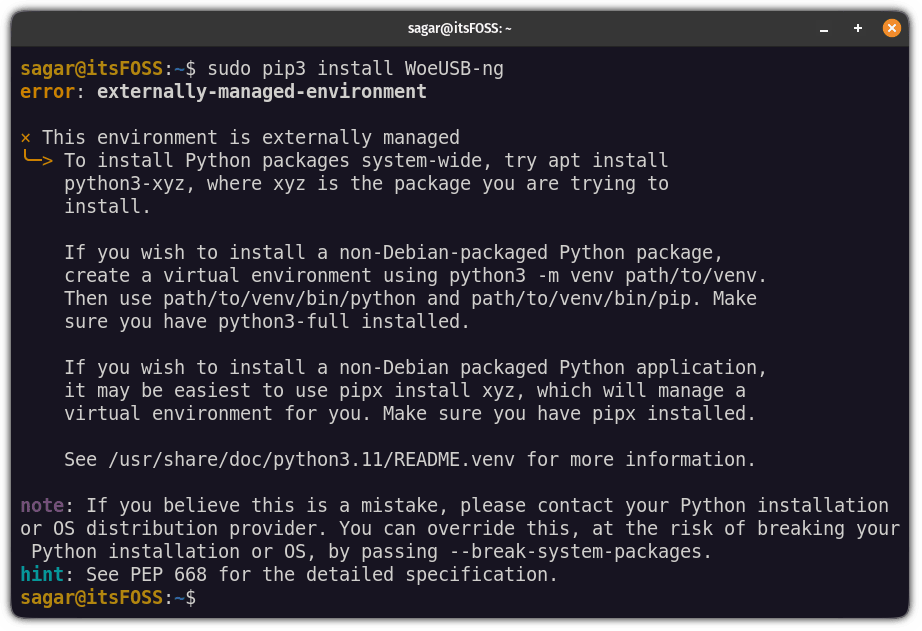 sagar@itsFOSS: ~
sagar@itsFOSS:~$ sudo pip3 install WoeUSB-ng
error: externally-managed-environment
× This environment is externally managed
╰─> To install Python packages system-wide, try apt install
python3-xyz, where xyz is the package you are trying to
install.
If you wish to install a non-Debian-packaged Python package,
create a virtual environment using python3 -m venv path/to/venv.
Then use path/to/venv/bin/python and path/to/venv/bin/pip. Make
sure you have python3-full installed.
If you wish to install a non-Debian packaged Python application,
it may be easiest to use pipx install xyz, which will manage a
virtual environment for you. Make sure you have pipx installed.
See /usr/share/doc/python3.11/README.venv for more information.
note: If you believe this is a mistake, please contact your Python installation
or OS distribution provider. You can override this, at the risk of breaking your
Python installation or OS, by passing --break-system-packages.
hint: See PEP 668 for the detailed specification.
sagar@itsFOSS:~$